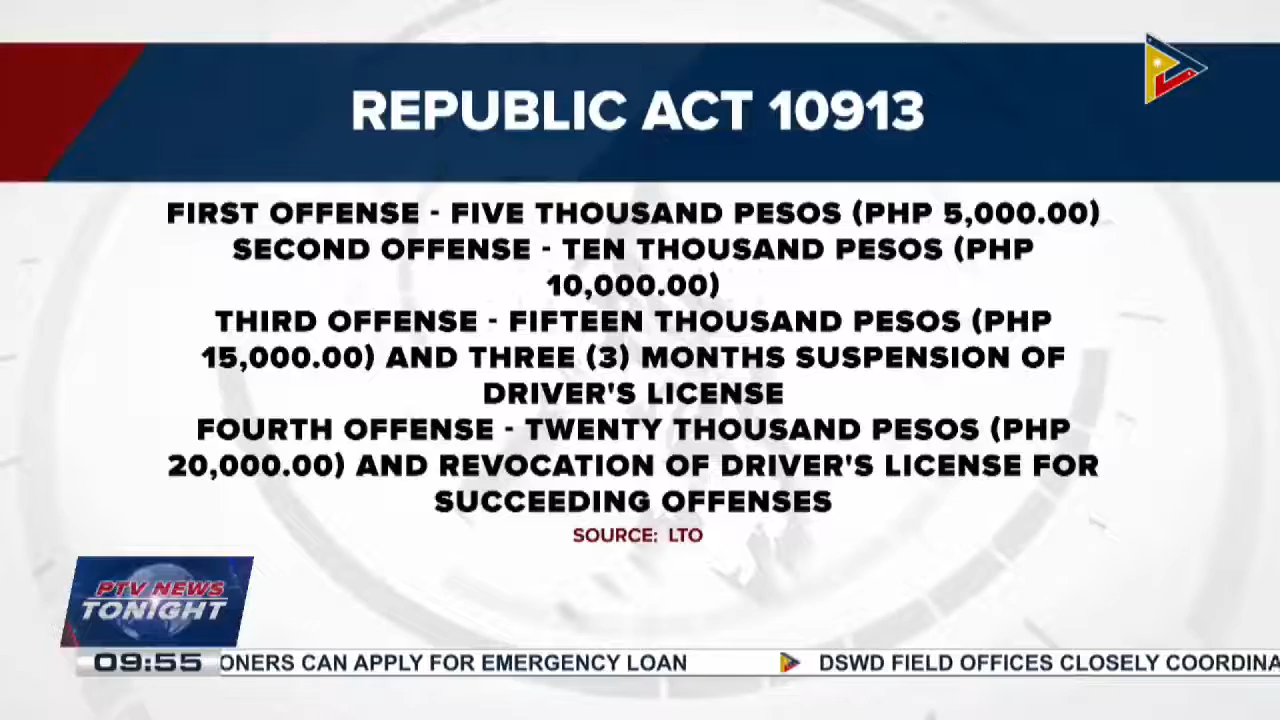 REPUBLIC ACT 10913
FIRST OFFENSE - FIVE THOUSAND PESOS (PHP 5,000.00)
SECOND OFFENSE - TEN THOUSAND PESOS (PHP
10,000.00)
THIRD OFFENSE - FIFTEEN THOUSAND PESOS (PHP
15,000.00) AND THREE (3) MONTHS SUSPENSION OF
DRIVER'S LICENSE
FOURTH OFFENSE - TWENTY THOUSAND PESOS (PHP
20,000.00) AND REVOCATION OF DRIVER'S LICENSE FOR
SUCCEEDING OFFENSES
SOURCE: LTO
PTV NEWS
TONIGHT
09:55 ONERS CAN APPLY FOR EMERGENCY LOAN DSWD FIELD OFFICES CLOSELY COORDINA